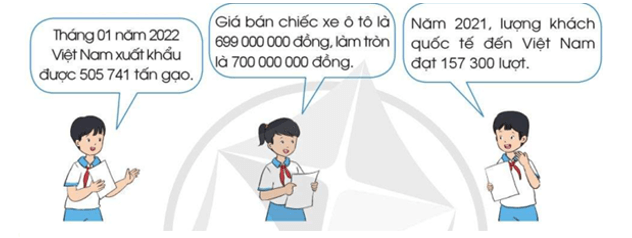 Tháng 01 năm 2022
Việt Nam xuất khẩu
được 505 741 tấn gạo.
Giá bán chiếc xe ô tô là
699 000 000 đồng, làm tròn
là 700 000 000 đồng.
Năm 2021, lượng khách
quốc tế đến Việt Nam
đạt 157 300 lượt.